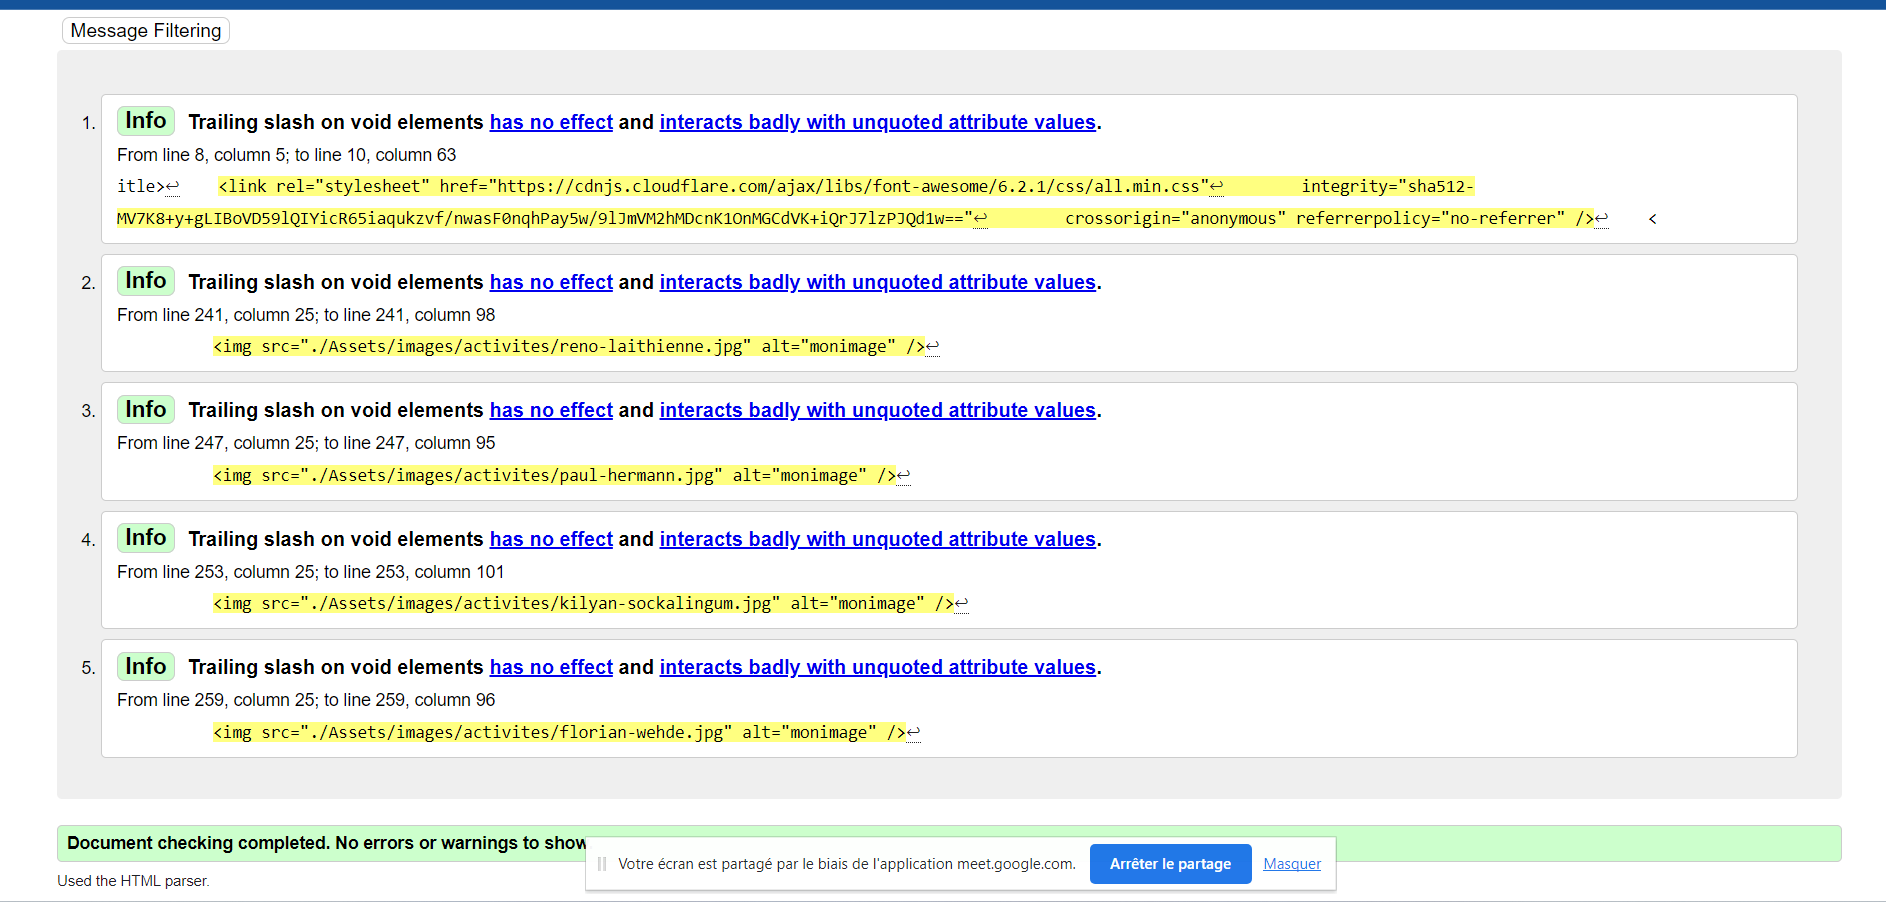 Message Filtering
1. Info Trailing slash on void elements has no effect and interacts badly with unquoted attribute values.
From line 8, column 5; to line 10, column 63
itle>↩ <link rel="stylesheet" href="https://cdnjs.cloudflare.com/ajax/libs/font-awesome/6.2.1/css/all.min.css"↩ integrity="sha512-
MV7K8+y+gLIBoVD59lQIYicR65iaqukzvf/nwasF0nqhPay5w/9lJmVM2hMDcnK1OnMGCdVK+iQrJ7lzPJQd1w=="↩ crossorigin="anonymous" referrerpolicy="no-referrer" />↩ <
2. Info Trailing slash on void elements has no effect and interacts badly with unquoted attribute values.
From line 241, column 25; to line 241, column 98
<img src="./Assets/images/activites/reno-laithienne.jpg" alt="monimage" />↩
3. Info Trailing slash on void elements has no effect and interacts badly with unquoted attribute values.
From line 247, column 25; to line 247, column 95
<img src="./Assets/images/activites/paul-hermann.jpg" alt="monimage" />↩
4. Info Trailing slash on void elements has no effect and interacts badly with unquoted attribute values.
From line 253, column 25; to line 253, column 101
<img src="./Assets/images/activites/kilyan-sockalingum.jpg" alt="monimage" />↩
5. Info Trailing slash on void elements has no effect and interacts badly with unquoted attribute values.
From line 259, column 25; to line 259, column 96
<img src="./Assets/images/activites/florian-wehde.jpg" alt="monimage" />↩
Document checking completed. No errors or warnings to show
Votre écran est partagé par le biais de l'application meet.google.com. Arrêter le partage Masquer
Used the HTML parser.